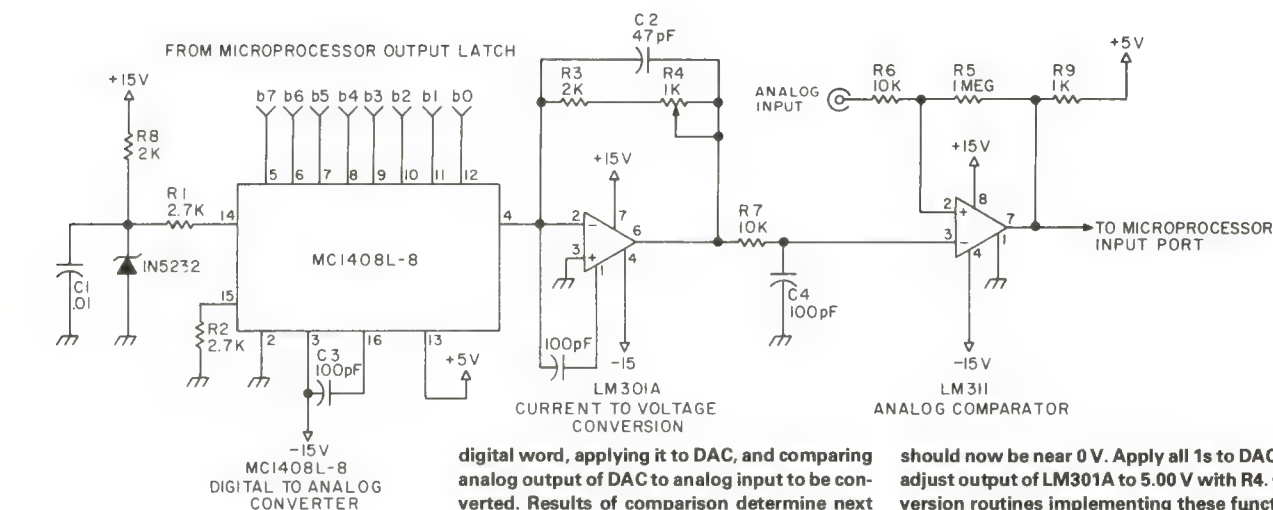 FROM MICROPROCESSOR OUTPUT LATCH
+15V
R8
2K
b7 b6 b5 b4 b3 b2 b1 b0
5 6 7 8 9 10 11 12
R1
2.7K
14
C1
.01
1N5232
MC1408L-8
4
15
R2
2.7K
2
3
16
13
C3
100pF
+5V
-15V
MC1408L-8
DIGITAL TO ANALOG
CONVERTER
C2
47pF
R3
2K
R4
1K
+15V
2
-
3
+
7
6
1
4
100pF
-15
LM301A
CURRENT TO VOLTAGE
CONVERSION
R7
10K
C4
100pF
ANALOG
INPUT
R6
10K
R5
1MEG
R9
1K
+5V
+15V
2
+
3
-
8
7
1
4
-15V
LM311
ANALOG COMPARATOR
TO MICROPROCESSOR
INPUT PORT
digital word, applying it to DAC, and comparing
analog output of DAC to analog input to be con-
verted. Results of comparison determine next
should now be near 0 V. Apply all 1s to DAC
adjust output of LM301A to 5.00 V with R4.
version routines implementing these funct